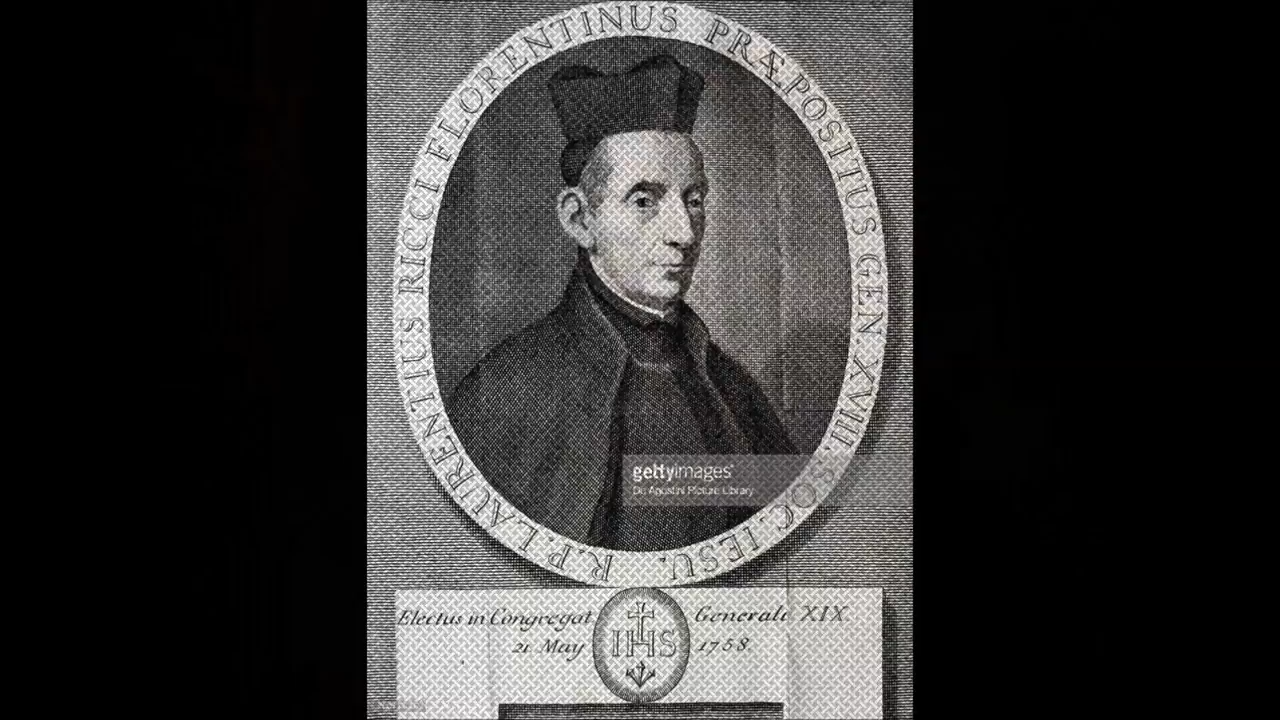 R.P. LAURENTIUS RICCI FLORENTINUS PRÆPOSITUS GEN. XVIII. SOC. IESU.
gettyimages®
De Agostini Picture Library
Electus in Congregat Generali XIX
21 May 1758.
IHS